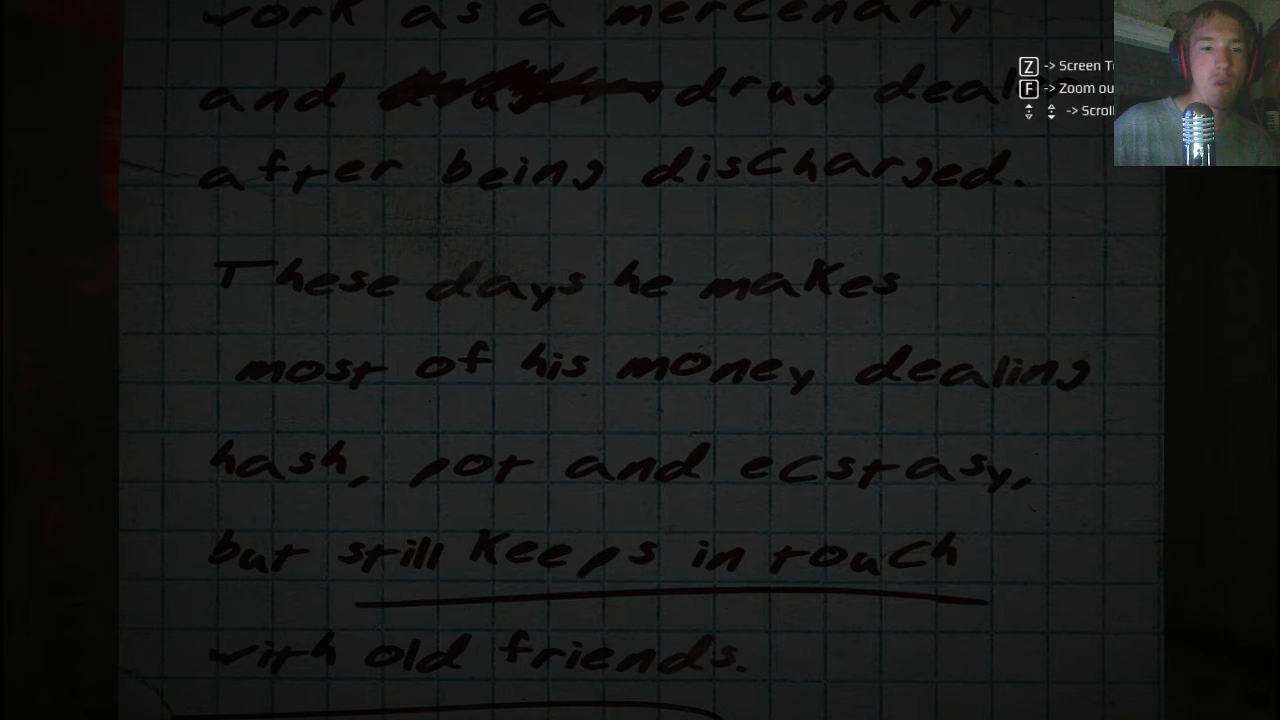 work as a mercenary
and drug dealer
after being discharged.
These days he makes
most of his money dealing
hash, pot and ecstasy,
but still keeps in touch
with old friends.
Z -> Screen T
F -> Zoom ou
-> Scroll